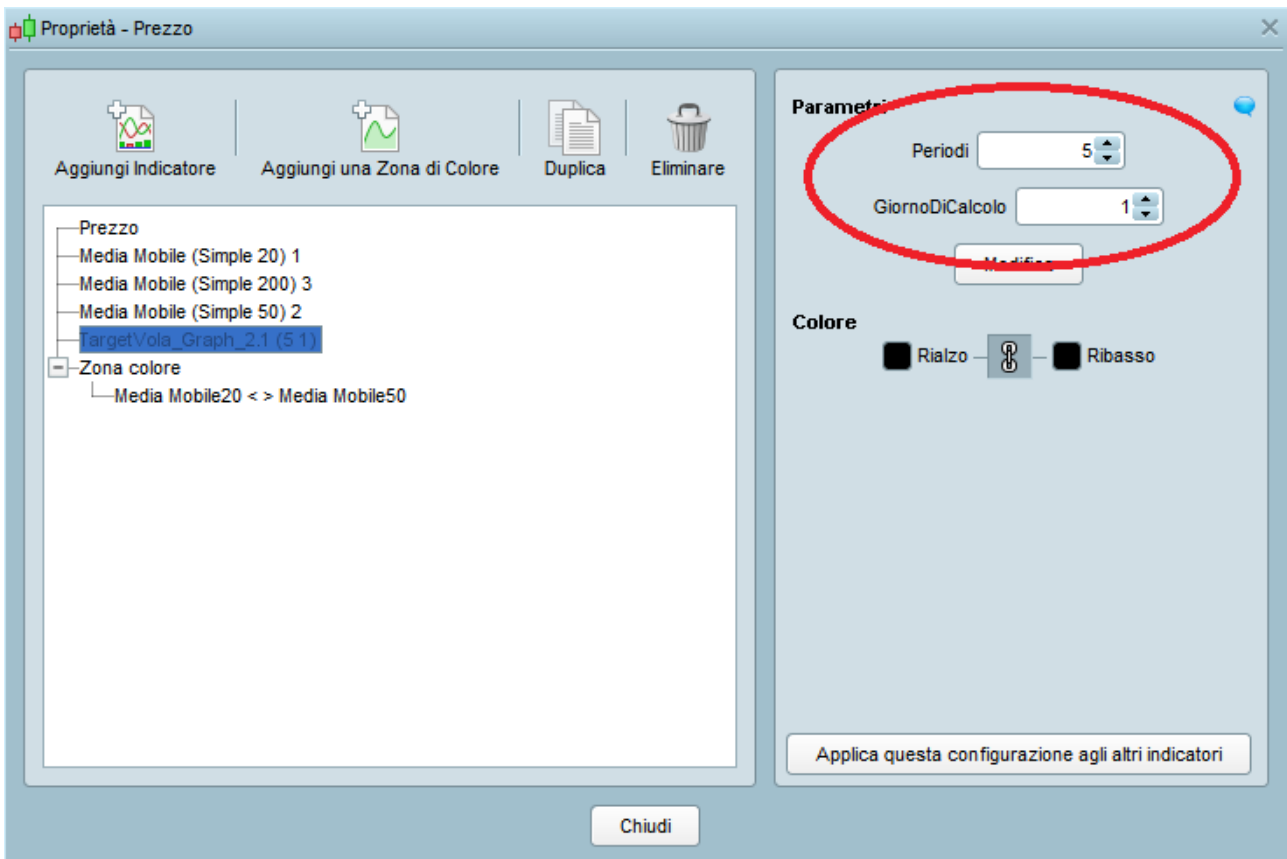 Proprietà - Prezzo
Aggiungi Indicatore
Aggiungi una Zona di Colore
Duplica
Eliminare
Prezzo
Media Mobile (Simple 20) 1
Media Mobile (Simple 200) 3
Media Mobile (Simple 50) 2
TargetVola_Graph_2.1 (5 1)
Zona colore
Media Mobile20 < > Media Mobile50
Parametri
Periodi 5
GiornoDiCalcolo 1
Modifica
Colore
Rialzo Ribasso
Applica questa configurazione agli altri indicatori
Chiudi